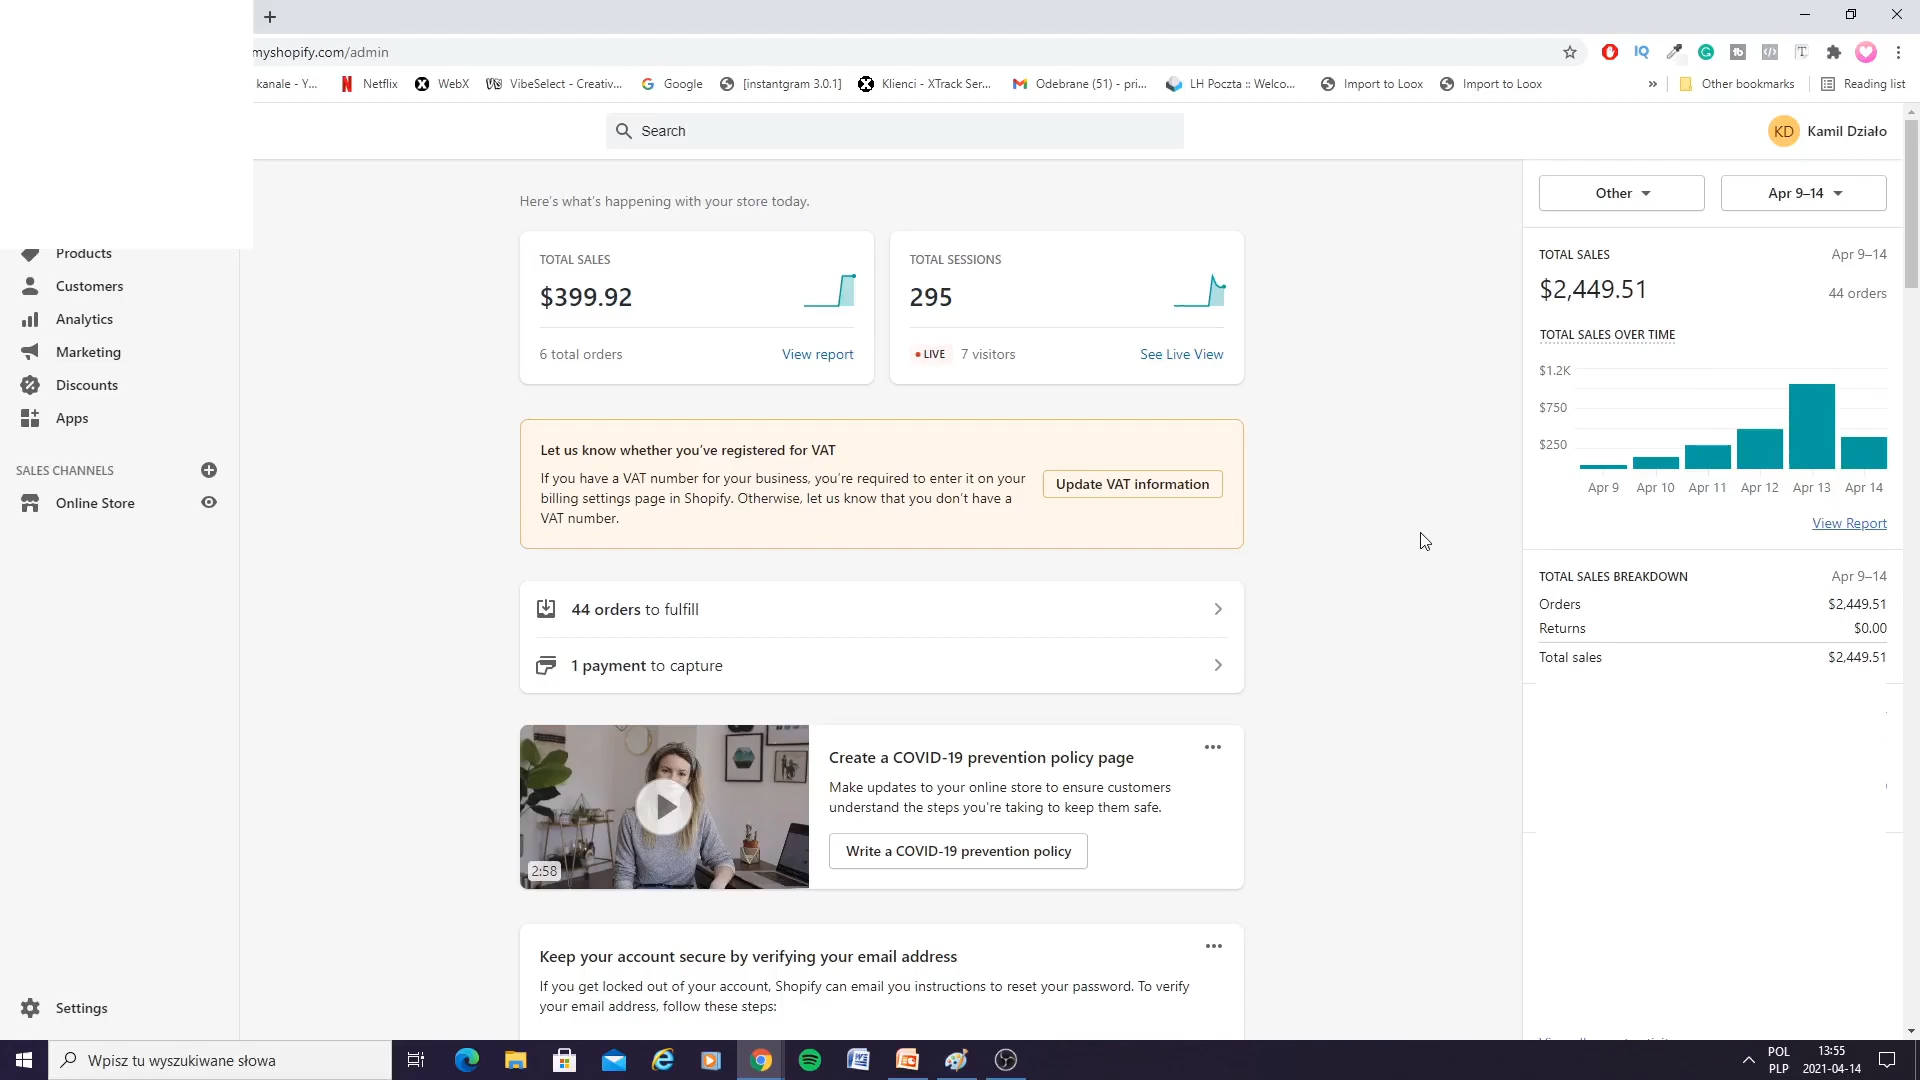 myshopify.com/admin
kanale - Y...
Netflix
WebX
VibeSelect - Creativ...
Google
[instantgram 3.0.1]
Klienci - XTrack Ser...
Odebrane (51) - pri...
LH Poczta :: Welco...
Import to Loox
Import to Loox
»
Other bookmarks
Reading list
Search
KD
Kamil Działo
Products
Customers
Analytics
Marketing
Discounts
Apps
SALES CHANNELS
Online Store
Settings
Here's what's happening with your store today.
TOTAL SALES
$399.92
6 total orders
View report
TOTAL SESSIONS
295
LIVE
7 visitors
See Live View
Let us know whether you've registered for VAT
If you have a VAT number for your business, you're required to enter it on your
billing settings page in Shopify. Otherwise, let us know that you don't have a
VAT number.
Update VAT information
44 orders to fulfill
1 payment to capture
2:58
Create a COVID-19 prevention policy page
Make updates to your online store to ensure customers
understand the steps you're taking to keep them safe.
Write a COVID-19 prevention policy
Keep your account secure by verifying your email address
If you get locked out of your account, Shopify can email you instructions to reset your password. To verify
your email address, follow these steps:
Other
Apr 9–14
TOTAL SALES
Apr 9–14
$2,449.51
44 orders
TOTAL SALES OVER TIME
$1.2K
$750
$250
Apr 9
Apr 10
Apr 11
Apr 12
Apr 13
Apr 14
View Report
TOTAL SALES BREAKDOWN
Apr 9–14
Orders
$2,449.51
Returns
$0.00
Total sales
$2,449.51
Wpisz tu wyszukiwane słowa
POL
PLP
13:55
2021-04-14